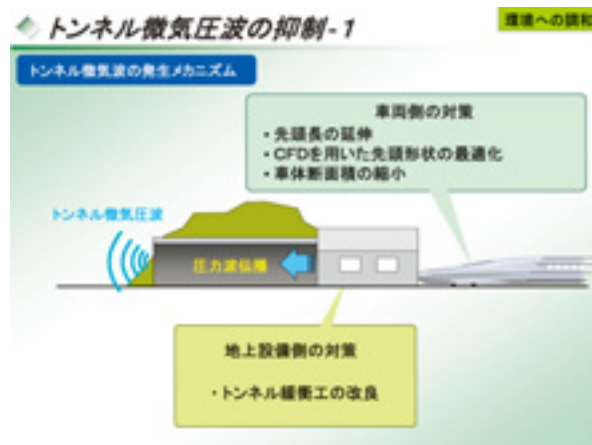 トンネル微気圧波の抑制-1
環境への調和
トンネル微気波の発生メカニズム
車両側の対策
・先頭長の延伸
・CFDを用いた先頭形状の最適化
・車体断面積の縮小
トンネル微気圧波
圧力波伝播
地上設備側の対策
・トンネル緩衝工の改良